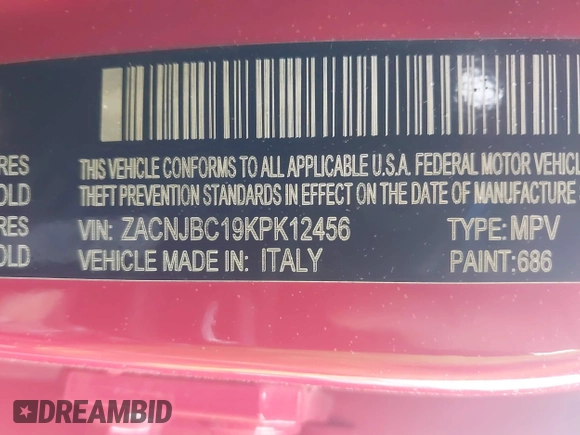 RES THIS VEHICLE CONFORMS TO ALL APPLICABLE U.S.A. FEDERAL MOTOR VEHICL
OLD THEFT PREVENTION STANDARDS IN EFFECT ON THE DATE OF MANUFACTURE
RES VIN: ZACNJBC19KPK12456 TYPE: MPV
OLD VEHICLE MADE IN: ITALY PAINT:686
DREAMBID